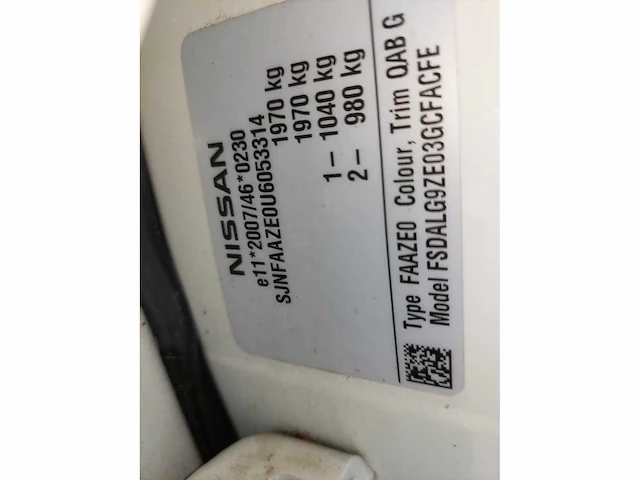 NISSAN
e11*2007/46*0230
SJNFAAZE0U6053314
1970 kg
1970 kg
1– 1040 kg
2– 980 kg
Type FAAZE0 Colour, Trim QAB G
Model FSDALG9ZE03GCFACFE